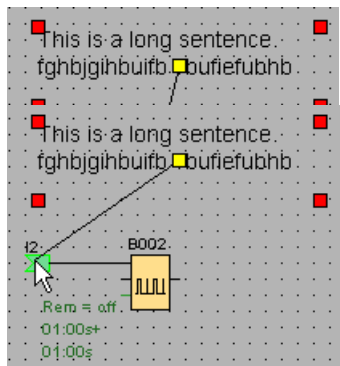 This is a long sentence.
fghbjgihbuifb bufiefubhb
This is a long sentence.
fghbjgihbuifb bufiefubhb
I2
B002
Rem = off
01:00s+
01:00s